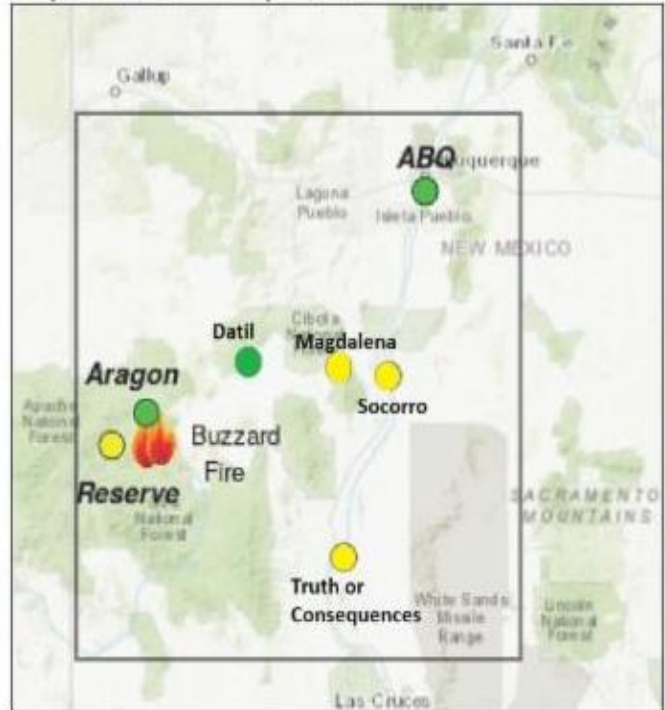 Santa Fe
Gallup
ABQ
uquerque
Laguna
Pueblo
Isleta Pueblo
NEW MEXICO
Datil
Cibola
National
Magdalena
Aragon
Socorro
Apache
National
Forest
Buzzard
Fire
Reserve
National
Forest
SACRAMENTO
MOUNTAINS
Truth or
Consequences
White Sands
Missile
Range
Lincoln
National
Forest
Las Cruces